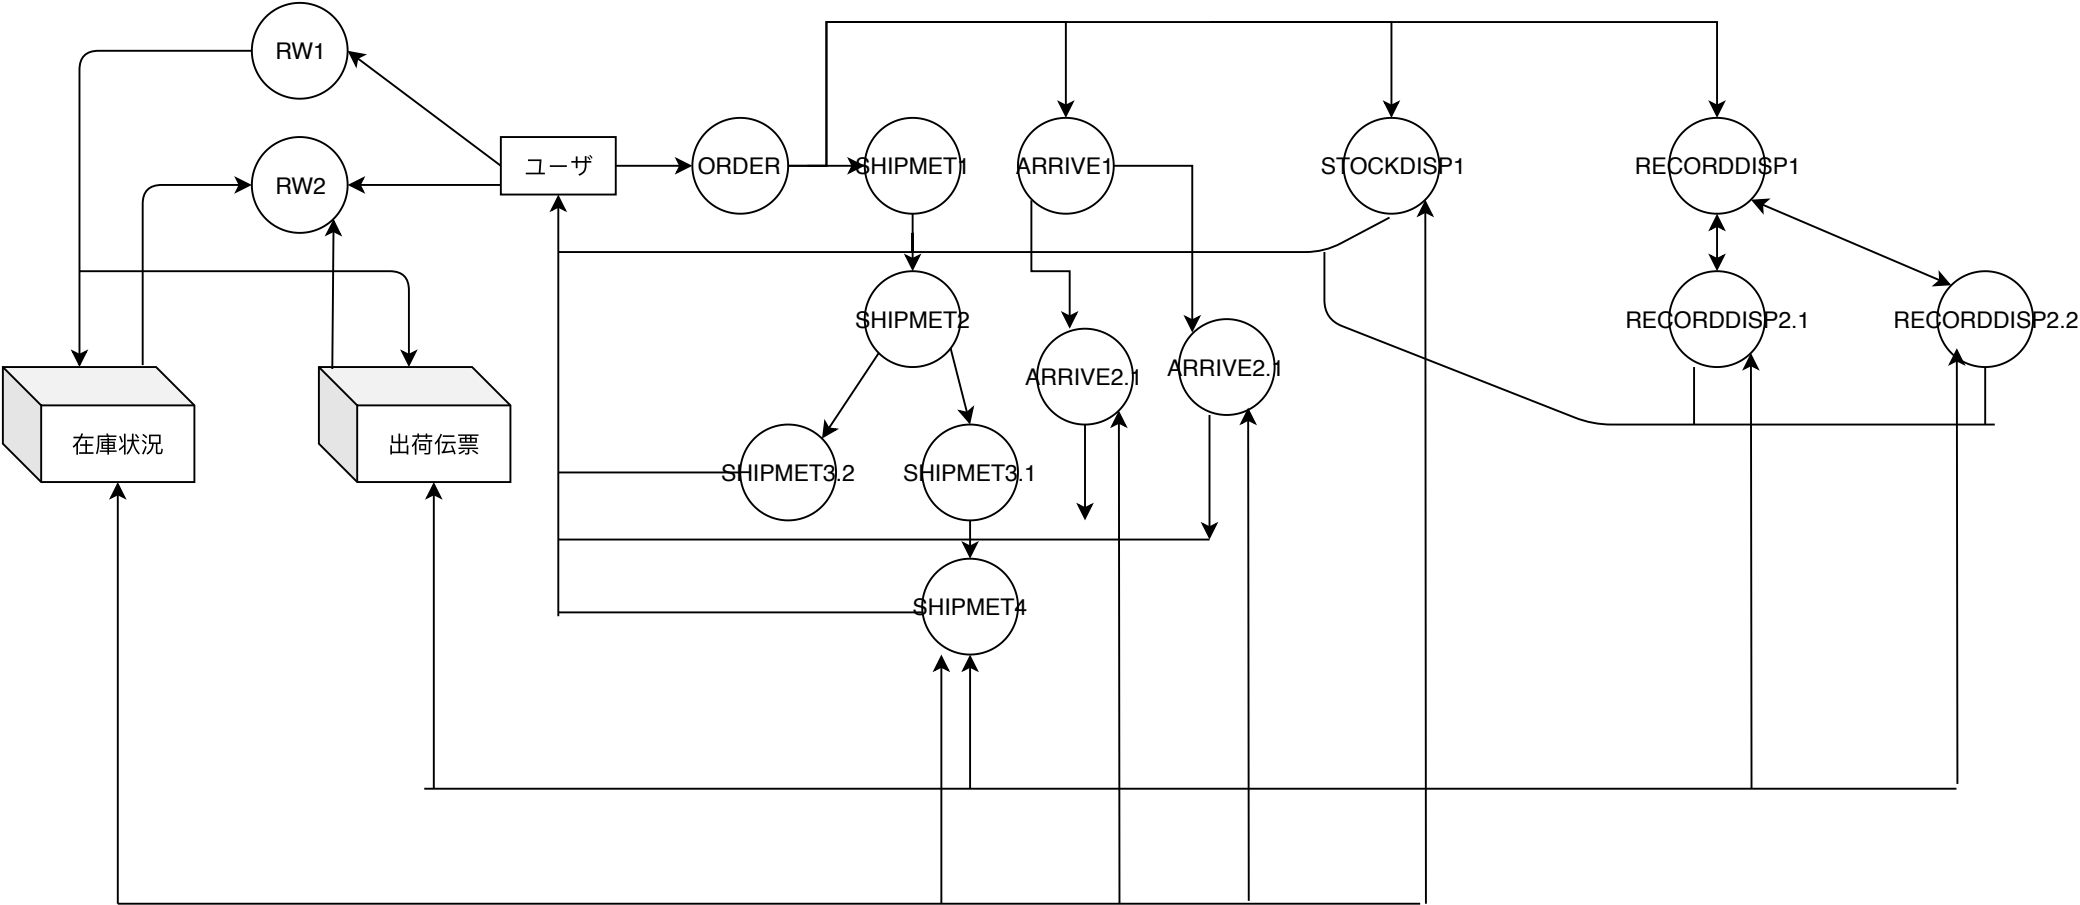 RW1
RW2
ユーザ
ORDER
SHIPMET1
ARRIVE1
STOCKDISP1
RECORDDISP1
SHIPMET2
RECORDDISP2.1
RECORDDISP2.2
ARRIVE2.1
ARRIVE2.1
在庫状況
出荷伝票
SHIPMET3.2
SHIPMET3.1
SHIPMET4